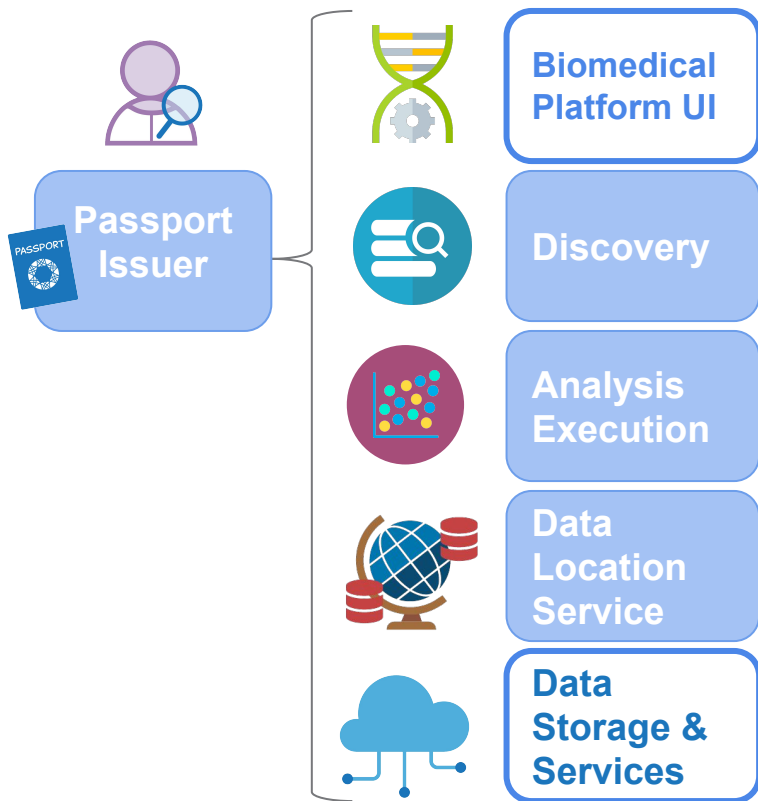 Passport
Issuer
PASSPORT
Biomedical
Platform UI
Discovery
Analysis
Execution
Data
Location
Service
Data
Storage &
Services